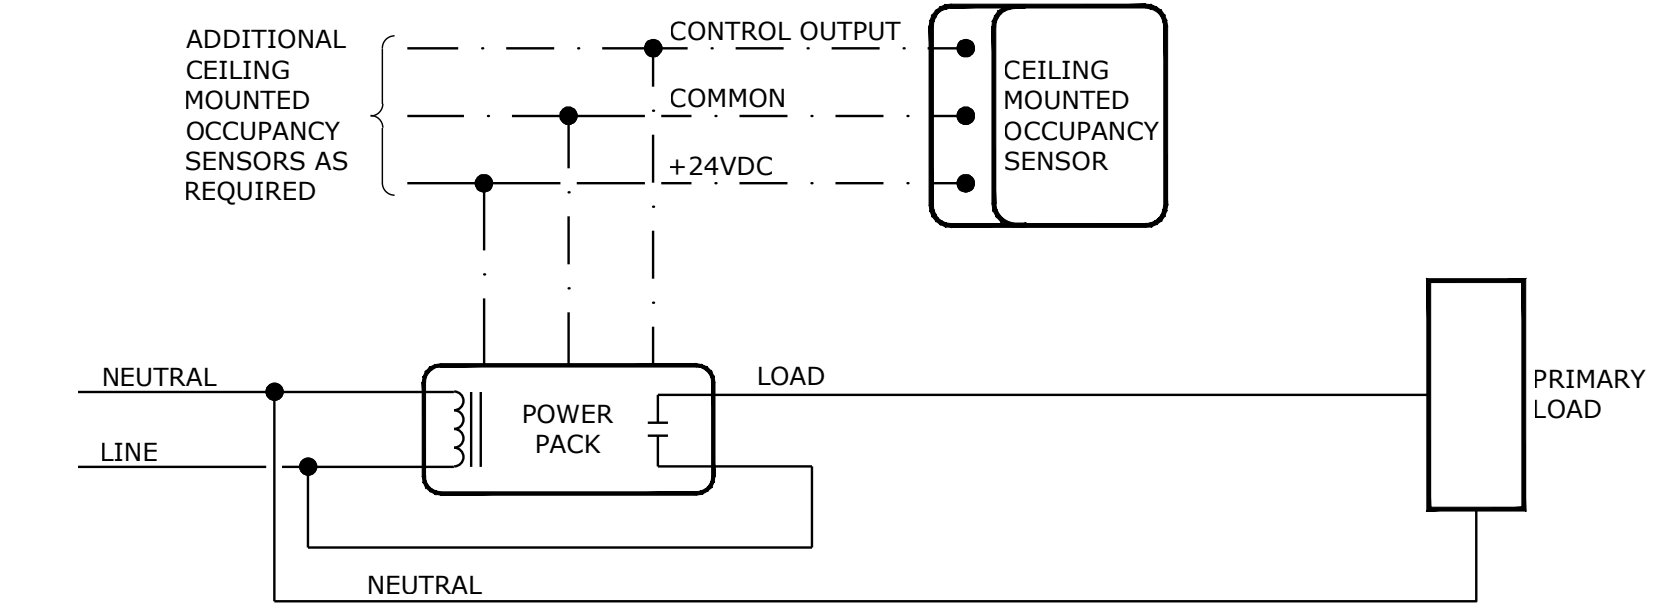 ADDITIONAL
CEILING
MOUNTED
OCCUPANCY
SENSORS AS
REQUIRED
CONTROL OUTPUT
COMMON
+24VDC
CEILING
MOUNTED
OCCUPANCY
SENSOR
NEUTRAL
LINE
POWER
PACK
LOAD
PRIMARY
LOAD
NEUTRAL